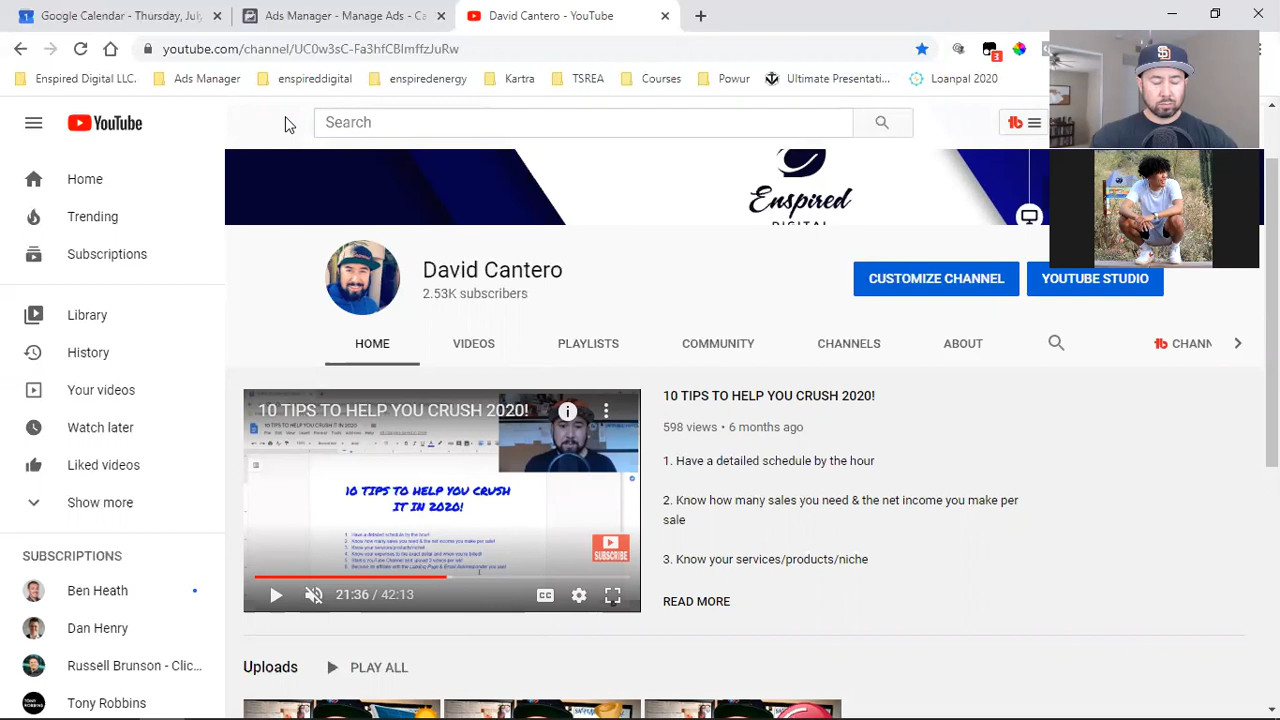 Google Calendar - Thursday, July
Ads Manager - Ads Manager - Ca
David Cantero - YouTube
youtube.com/channel/UC0w3sC-Fa3hfCBlmffzJuRw
3
Enspired Digital LLC.
Ads Manager
enspireddigital
enspiredenergy
Kartra
TSREA
Courses
Powur
Ultimate Presentati...
Loanpal 2020
YouTube
Search
tb
Home
Trending
Subscriptions
Library
History
Your videos
Watch later
Liked videos
Show more
SUBSCRIPTIONS
Ben Heath
Dan Henry
Russell Brunson - Clic...
Tony Robbins
Enspired
DIGITAL
David Cantero
2.53K subscribers
CUSTOMIZE CHANNEL
YOUTUBE STUDIO
HOME
VIDEOS
PLAYLISTS
COMMUNITY
CHANNELS
ABOUT
tb CHANN
10 TIPS TO HELP YOU CRUSH 2020!
10 TIPS TO HELP YOU CRUSH
IT IN 2020!
SUBSCRIBE
21:36 / 42:13
CC
10 TIPS TO HELP YOU CRUSH 2020!
598 views • 6 months ago
1. Have a detailed schedule by the hour
2. Know how many sales you need & the net income you make per
sale
3. Know your services/products/niche
READ MORE
Uploads
PLAY ALL